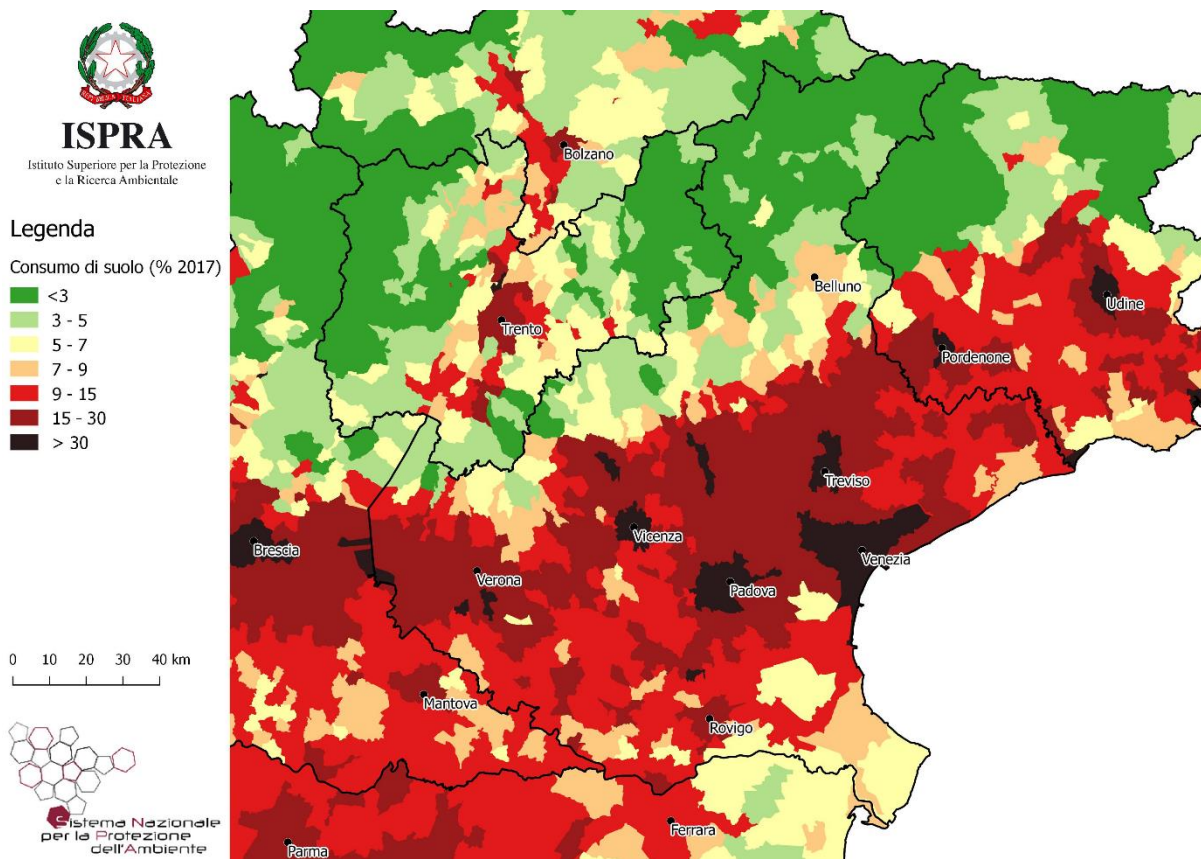 REPVBBLICA ITALIANA
ISPRA
Istituto Superiore per la Protezione
e la Ricerca Ambientale
Legenda
Consumo di suolo (% 2017)
<3
3 - 5
5 - 7
7 - 9
9 - 15
15 - 30
> 30
0 10 20 30 40 km
Sistema Nazionale
per la Protezione
dell'Ambiente
Bolzano
Belluno
Udine
Trento
Pordenone
Treviso
Vicenza
Brescia
Venezia
Verona
Padova
Mantova
Rovigo
Ferrara
Parma